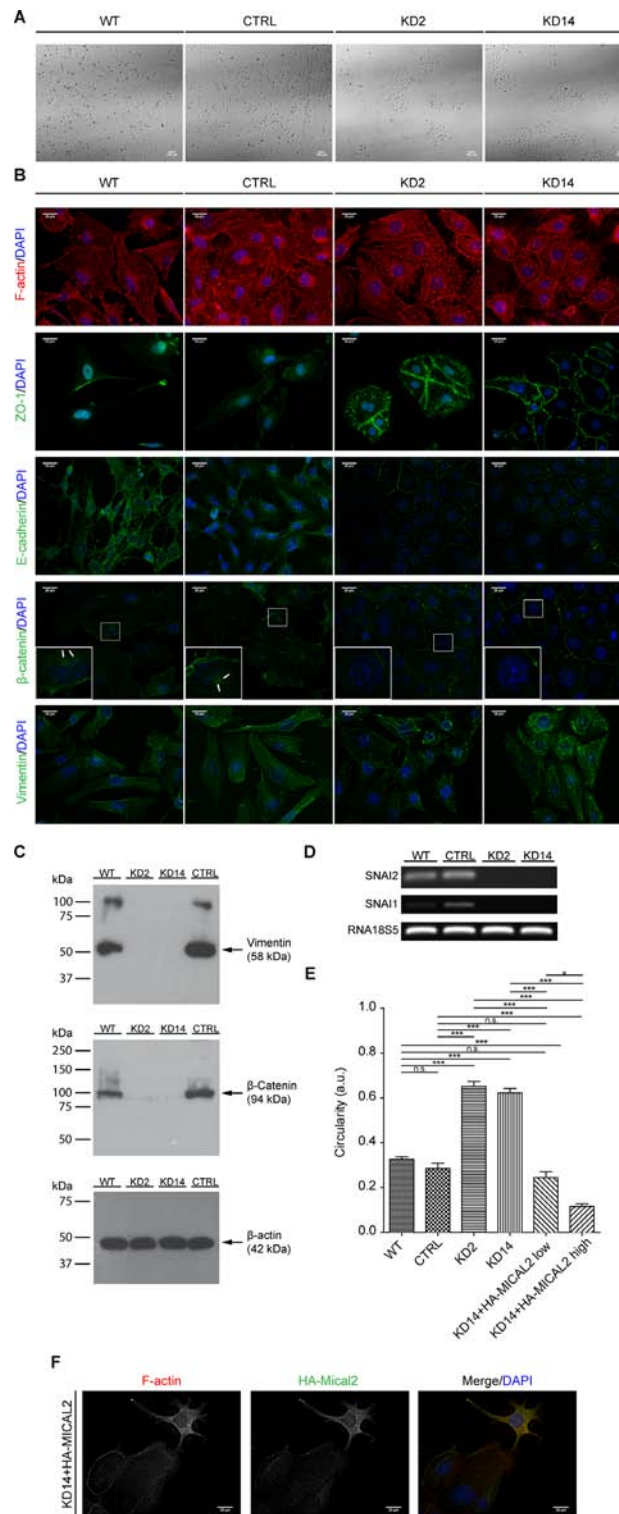 A
WT CTRL KD2 KD14
B
WT CTRL KD2 KD14
F-actin/DAPI
ZO-1/DAPI
E-cadherin/DAPI
β-catenin/DAPI
Vimentin/DAPI
C
kDa WT KD2 KD14 CTRL
100
75
50
37
Vimentin
(58 kDa)
kDa WT KD2 KD14 CTRL
250
150
100
75
50
β-Catenin
(94 kDa)
kDa WT KD2 KD14 CTRL
75
50
37
β-actin
(42 kDa)
D
WT CTRL KD2 KD14
SNAI2
SNAI1
RNA18S5
E
*
***
***
***
***
***
n.s.
***
***
***
n.s.
***
***
n.s.
Circularity (a.u.)
1.0
0.8
0.6
0.4
0.2
0.0
WT
CTRL
KD2
KD14
KD14+HA-MICAL2 low
KD14+HA-MICAL2 high
F
F-actin HA-Mical2 Merge/DAPI
KD14+HA-MICAL2